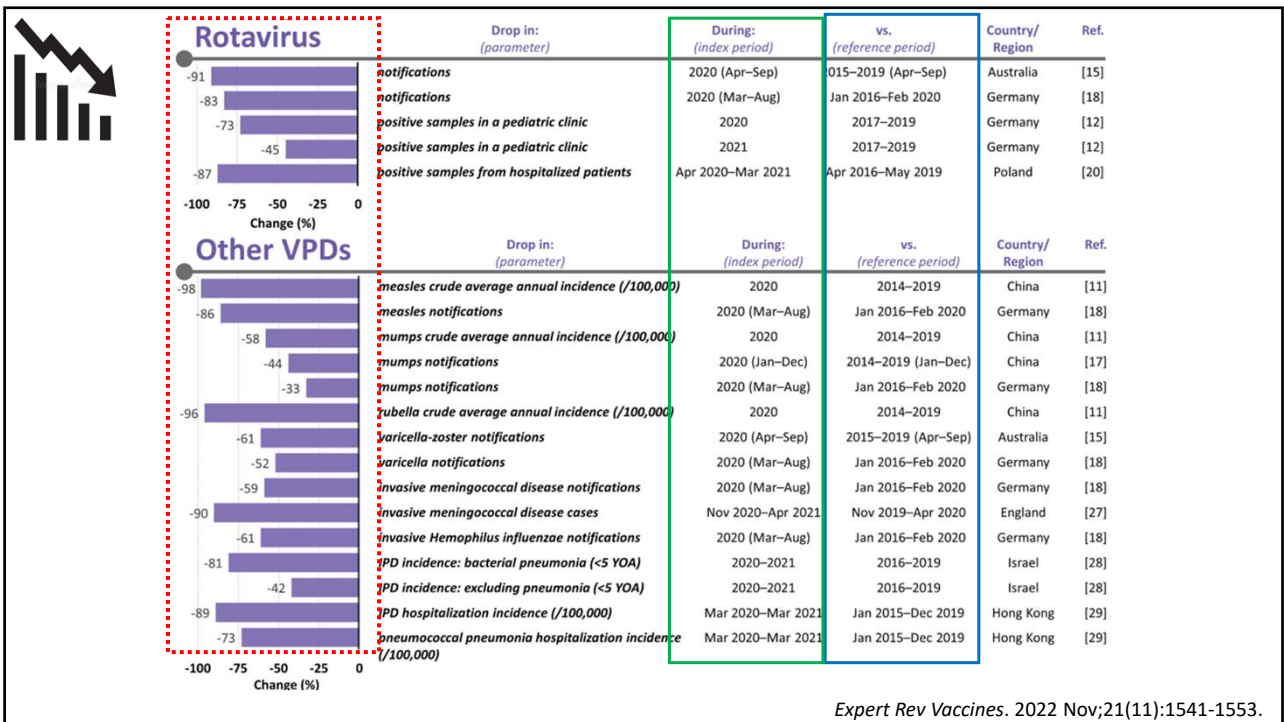 Rotavirus Drop in: During: vs. Country/ Ref.
(parameter) (index period) (reference period) Region
-91 notifications 2020 (Apr–Sep) 2015–2019 (Apr–Sep) Australia [15]
-83 notifications 2020 (Mar–Aug) Jan 2016–Feb 2020 Germany [18]
-73 positive samples in a pediatric clinic 2020 2017–2019 Germany [12]
-45 positive samples in a pediatric clinic 2021 2017–2019 Germany [12]
-87 positive samples from hospitalized patients Apr 2020–Mar 2021 Apr 2016–May 2019 Poland [20]
-100 -75 -50 -25 0
Change (%)
Other VPDs Drop in: During: vs. Country/ Ref.
(parameter) (index period) (reference period) Region
-98 measles crude average annual incidence (/100,000) 2020 2014–2019 China [11]
-86 measles notifications 2020 (Mar–Aug) Jan 2016–Feb 2020 Germany [18]
-58 mumps crude average annual incidence (/100,000) 2020 2014–2019 China [11]
-44 mumps notifications 2020 (Jan–Dec) 2014–2019 (Jan–Dec) China [17]
-33 mumps notifications 2020 (Mar–Aug) Jan 2016–Feb 2020 Germany [18]
-96 rubella crude average annual incidence (/100,000) 2020 2014–2019 China [11]
-61 varicella-zoster notifications 2020 (Apr–Sep) 2015–2019 (Apr–Sep) Australia [15]
-52 varicella notifications 2020 (Mar–Aug) Jan 2016–Feb 2020 Germany [18]
-59 invasive meningococcal disease notifications 2020 (Mar–Aug) Jan 2016–Feb 2020 Germany [18]
-90 invasive meningococcal disease cases Nov 2020–Apr 2021 Nov 2019–Apr 2020 England [27]
-61 invasive Hemophilus influenzae notifications 2020 (Mar–Aug) Jan 2016–Feb 2020 Germany [18]
-81 IPD incidence: bacterial pneumonia (<5 YOA) 2020–2021 2016–2019 Israel [28]
-42 IPD incidence: excluding pneumonia (<5 YOA) 2020–2021 2016–2019 Israel [28]
-89 IPD hospitalization incidence (/100,000) Mar 2020–Mar 2021 Jan 2015–Dec 2019 Hong Kong [29]
-73 pneumococcal pneumonia hospitalization incidence Mar 2020–Mar 2021 Jan 2015–Dec 2019 Hong Kong [29]
(/100,000)
-100 -75 -50 -25 0
Change (%)
Expert Rev Vaccines. 2022 Nov;21(11):1541-1553.